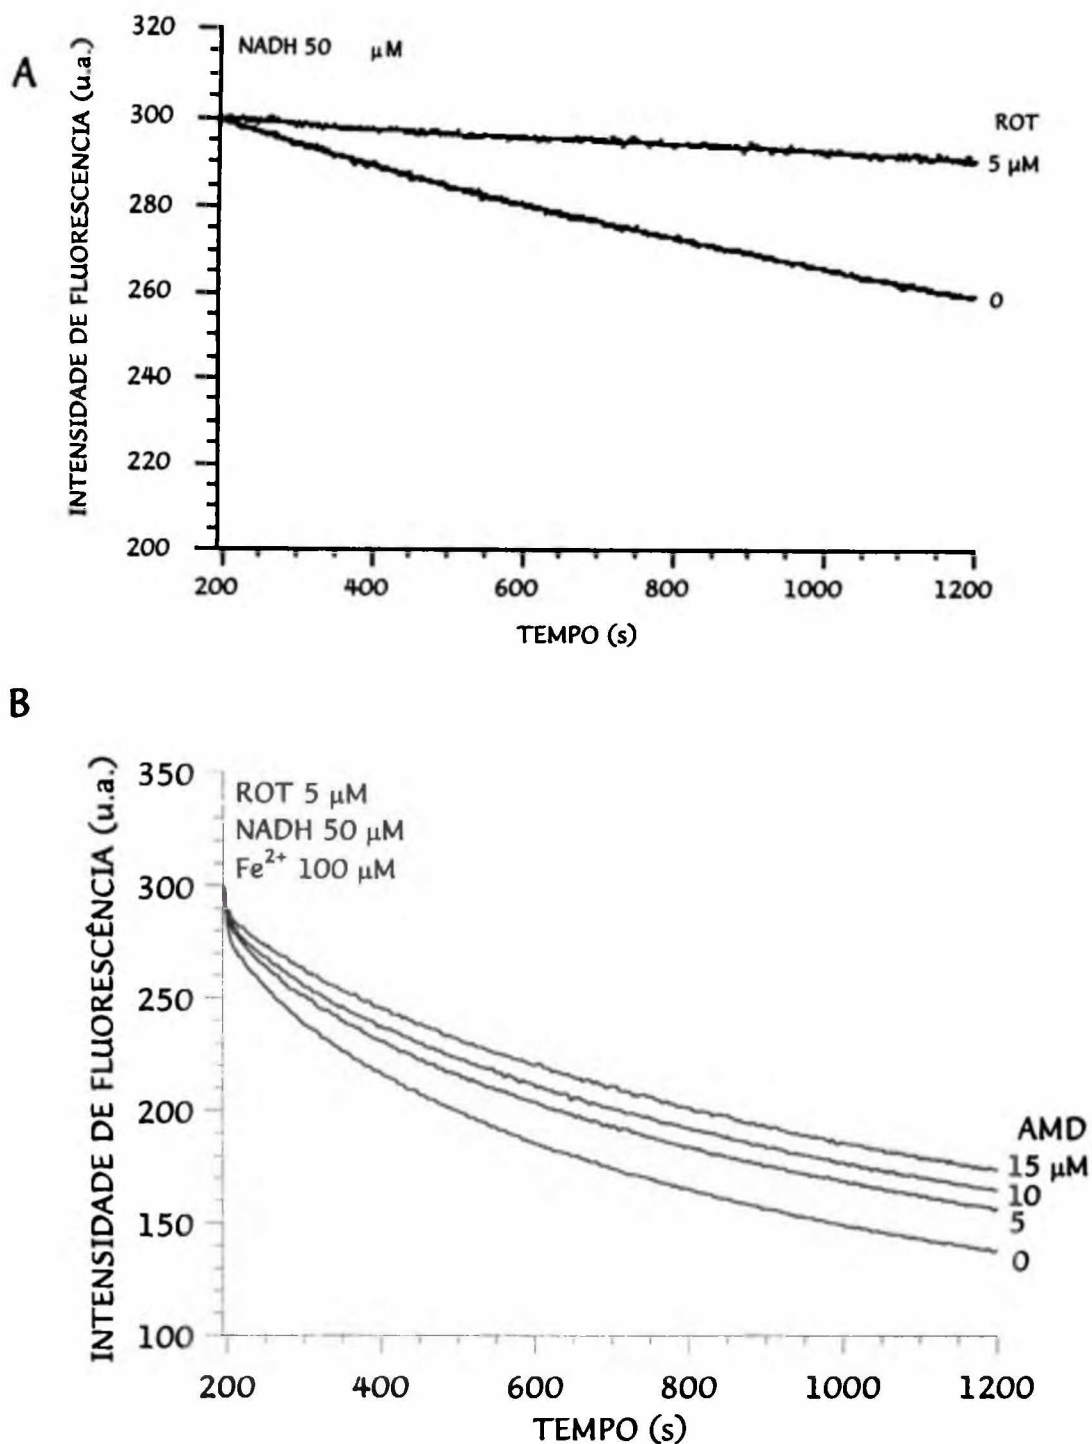 A
INTENSIDADE DE FLUORESCENCIA (u.a.)
320
300
280
260
240
220
200
NADH 50 μM
ROT
5 μM
0
200 400 600 800 1000 1200
TEMPO (s)
B
INTENSIDADE DE FLUORESCÊNCIA (u.a.)
350
300
250
200
150
100
ROT 5 μM
NADH 50 μM
Fe²⁺ 100 μM
AMD
15 μM
10
5
0
200 400 600 800 1000 1200
TEMPO (s)